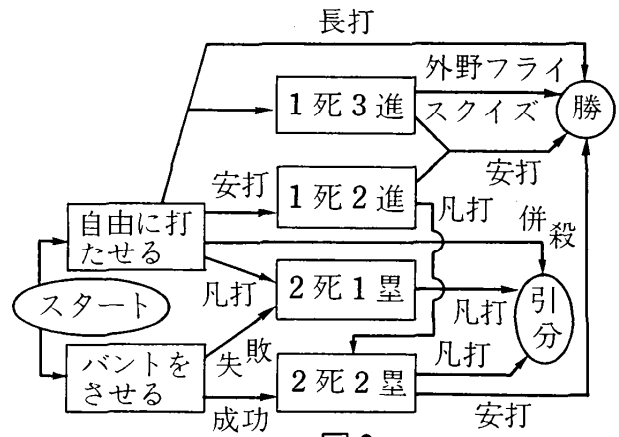 長打
外野フライ
スクイズ
1死3進
勝
安打
安打
1死2進
凡打
併殺
自由に打
たせる
2死1塁
凡打
凡打
引分
スタート
バントを
させる
失敗
成功
2死2塁
凡打
安打